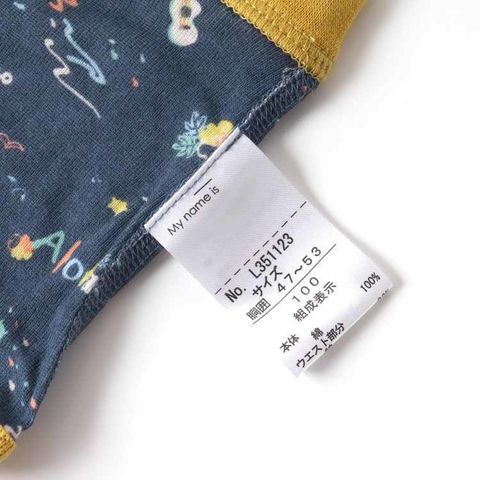 Alo
My name is
No. L351123
サイズ
胴囲 47～53
100
組成表示
本体 綿 100%
ウエスト部分